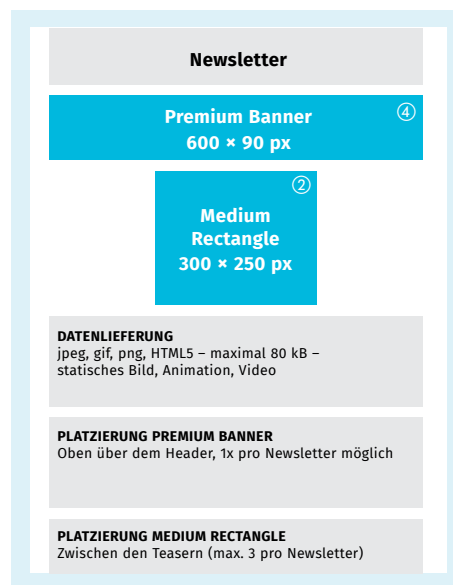 Newsletter
④
Premium Banner
600 × 90 px
②
Medium
Rectangle
300 × 250 px
DATENLIEFERUNG
jpeg, gif, png, HTML5 – maximal 80 kB –
statisches Bild, Animation, Video
PLATZIERUNG PREMIUM BANNER
Oben über dem Header, 1x pro Newsletter möglich
PLATZIERUNG MEDIUM RECTANGLE
Zwischen den Teasern (max. 3 pro Newsletter)